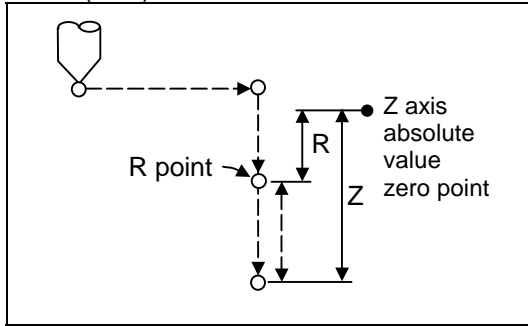 Z axis
absolute
value
zero point
R
R point
Z